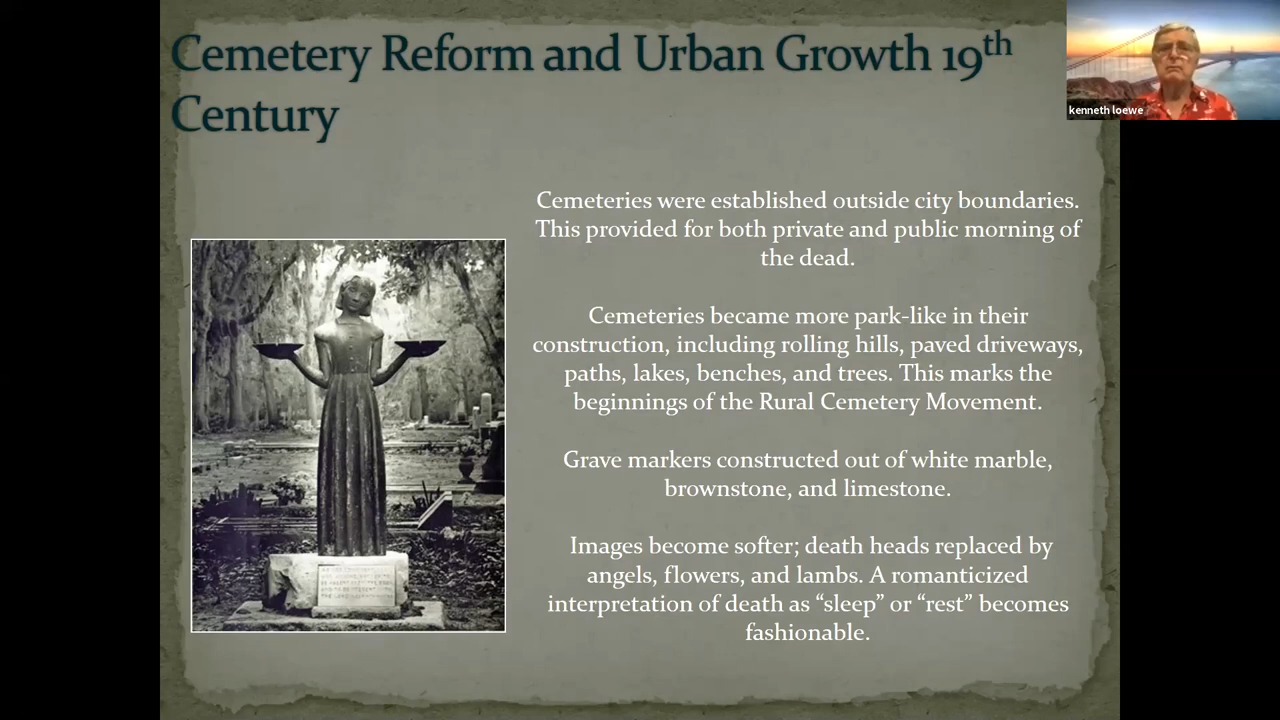 Cemetery Reform and Urban Growth 19th
Century
kenneth loewe
Cemeteries were established outside city boundaries.
This provided for both private and public morning of
the dead.
Cemeteries became more park-like in their
construction, including rolling hills, paved driveways,
paths, lakes, benches, and trees. This marks the
beginnings of the Rural Cemetery Movement.
Grave markers constructed out of white marble,
brownstone, and limestone.
Images become softer; death heads replaced by
angels, flowers, and lambs. A romanticized
interpretation of death as “sleep” or “rest” becomes
fashionable.